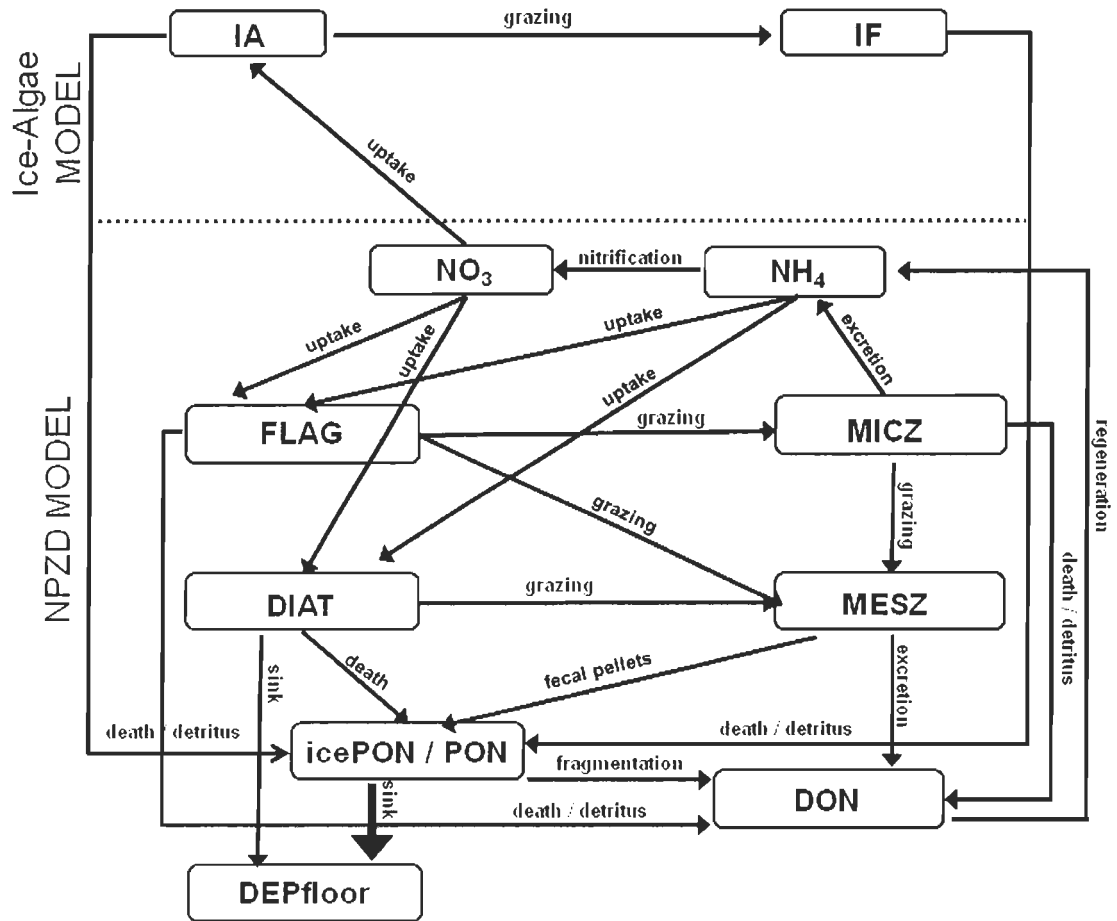 grazing
IA
IF
Ice-Algae
MODEL
uptake
nitrification
NO₃
NH₄
uptake
uptake
uptake
excretion
uptake
FLAG
grazing
MICZ
regeneration
NPZD MODEL
grazing
grazing
DIAT
grazing
MESZ
death / detritus
sink
death
fecal pellets
excretion
death / detritus
icePON / PON
death / detritus
fragmentation
sink
DON
death / detritus
DEPfloor